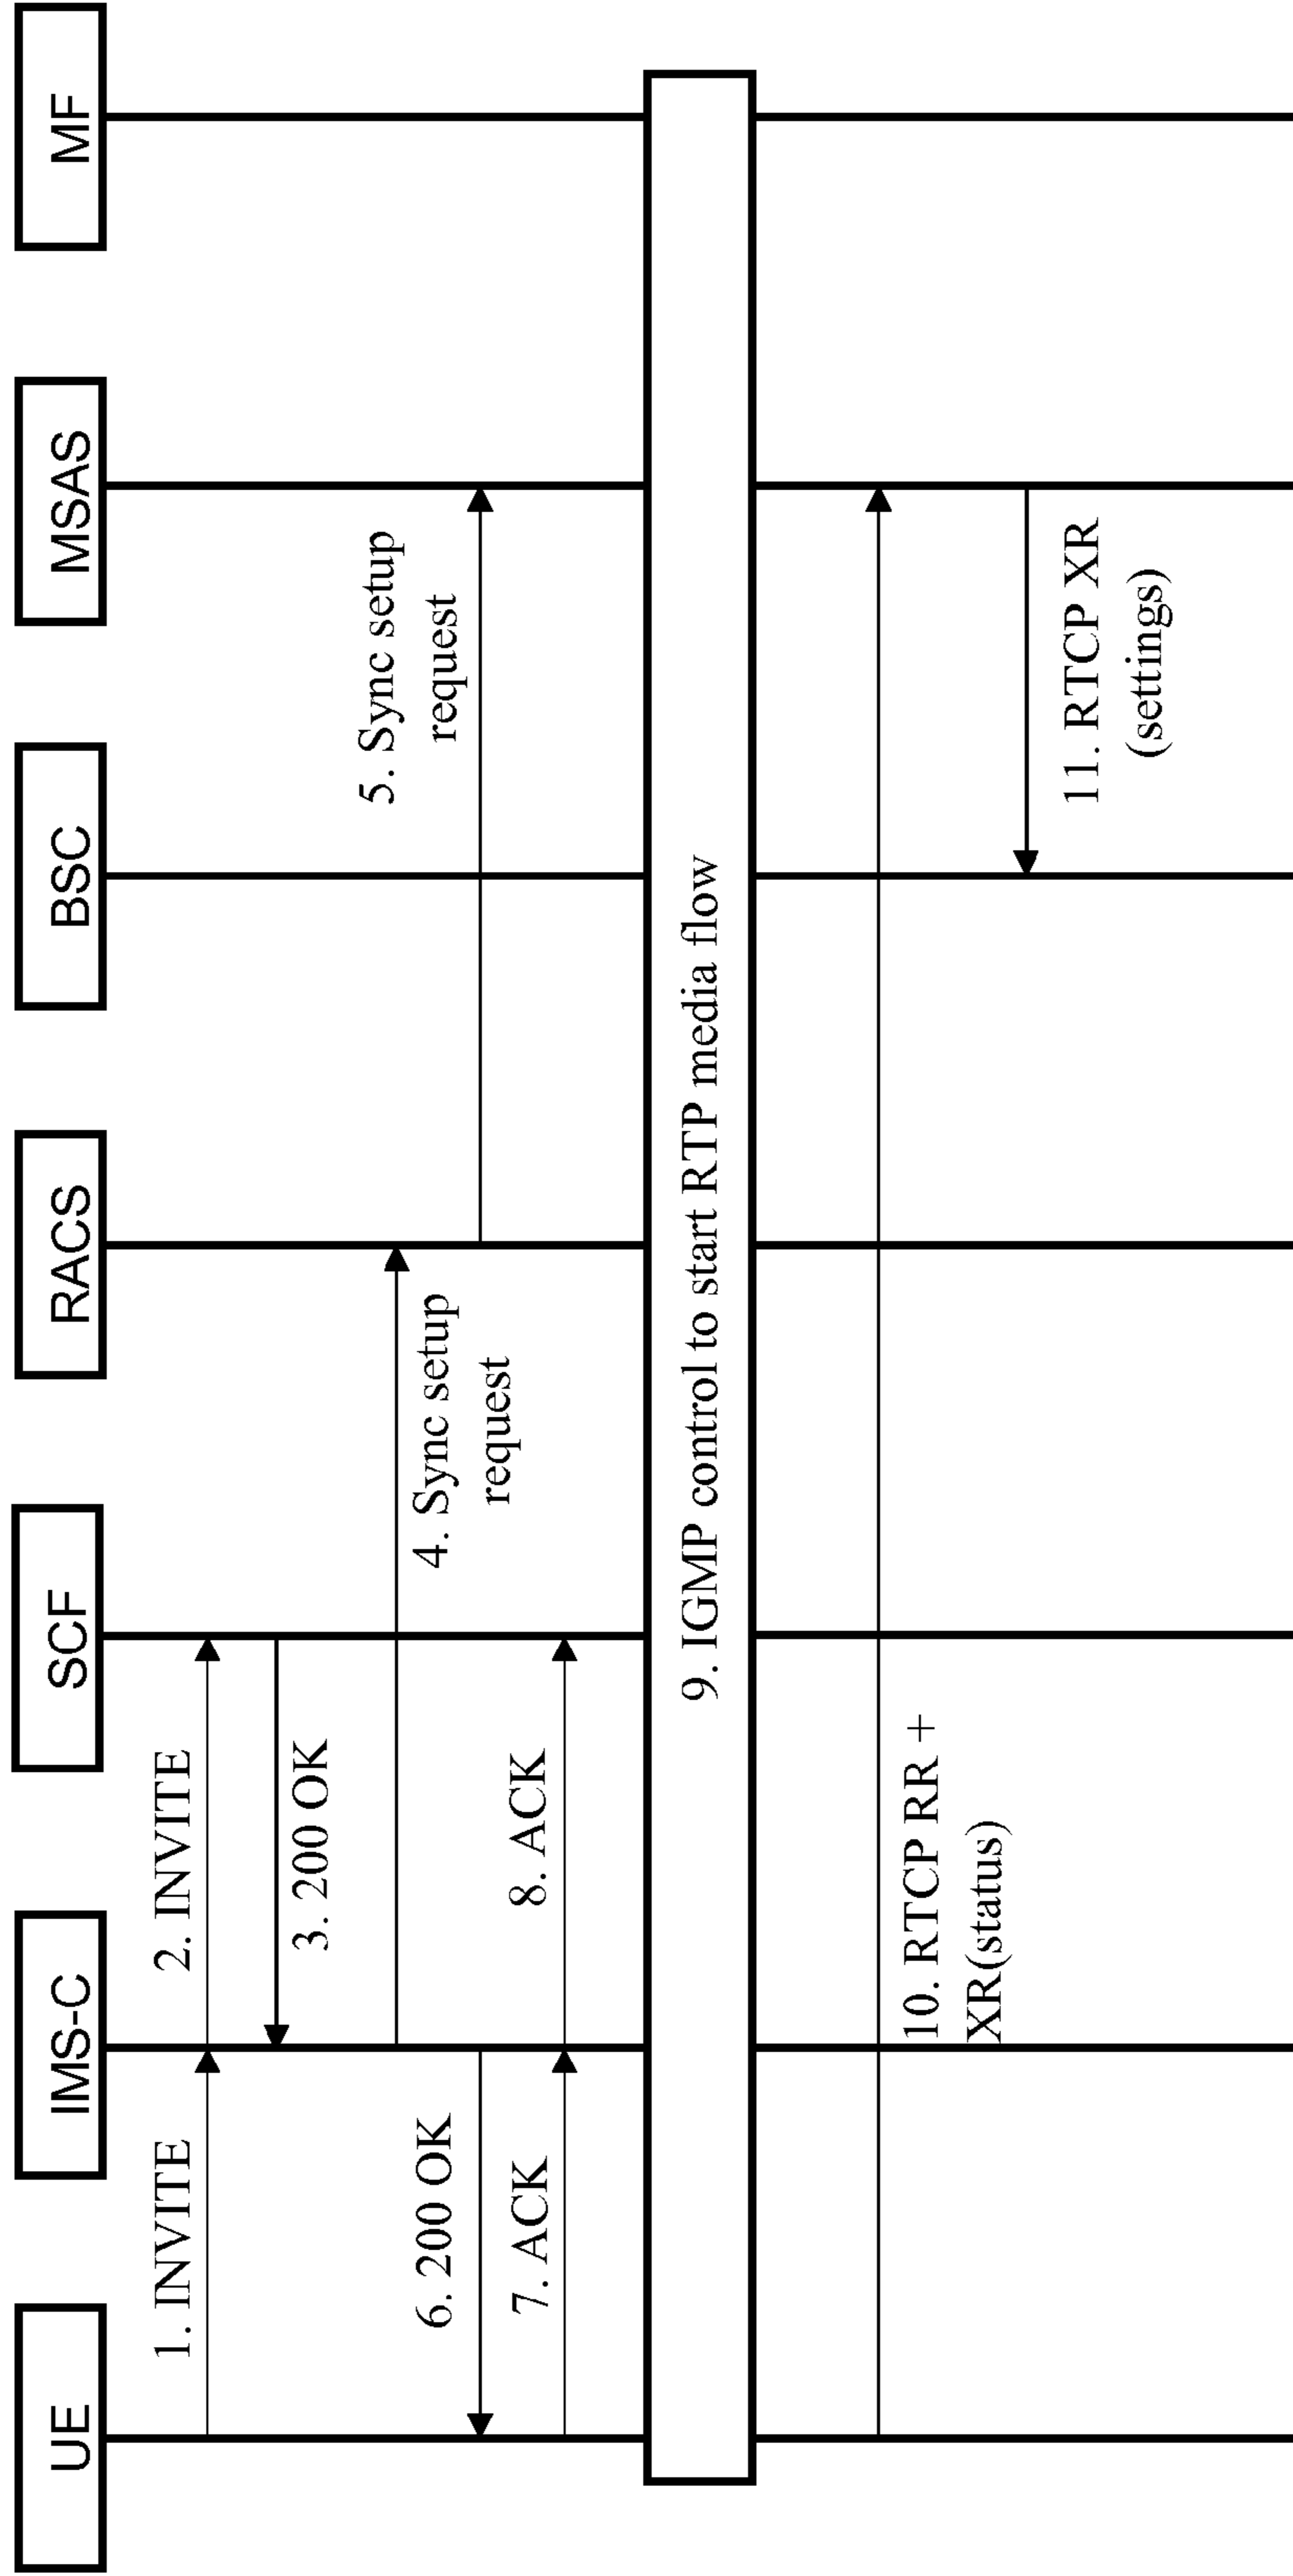 UE
IMS-C
SCF
RACS
BSC
MSAS
MF
1. INVITE
2. INVITE
3. 200 OK
4. Sync setup
request
5. Sync setup
request
6. 200 OK
7. ACK
8. ACK
9. IGMP control to start RTP media flow
10. RTCP RR +
XR(status)
11. RTCP XR
(settings)